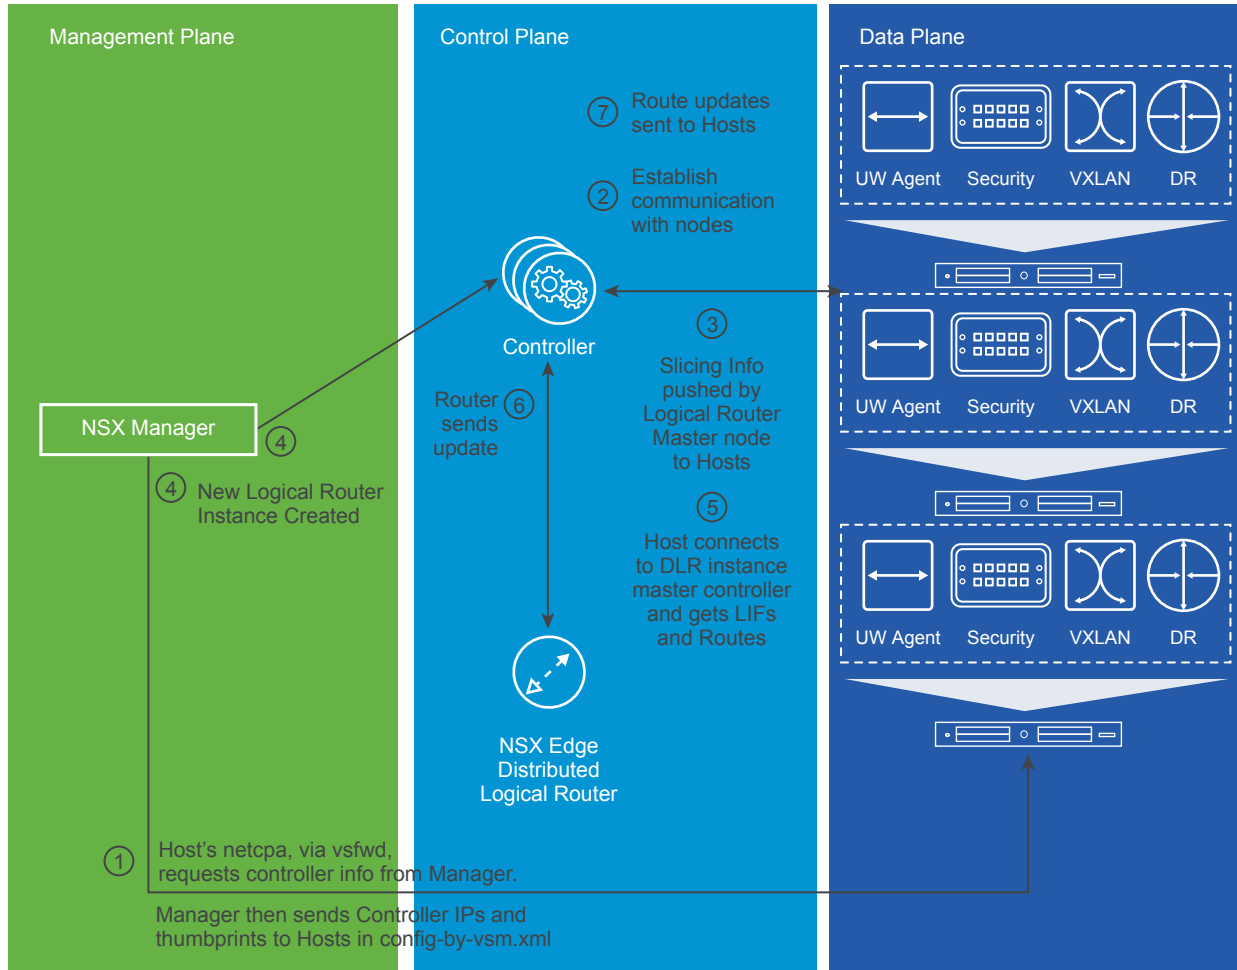 Management Plane
Control Plane
Data Plane
7
Route updates
sent to Hosts
2
Establish
communication
with nodes
UW Agent
Security
VXLAN
DR
Controller
3
Slicing Info
pushed by
Logical Router
Master node
to Hosts
UW Agent
Security
VXLAN
DR
Router
sends
update
6
NSX Manager
4
4
New Logical Router
Instance Created
5
Host connects
to DLR instance
master controller
and gets LIFs
and Routes
UW Agent
Security
VXLAN
DR
NSX Edge
Distributed
Logical Router
1
Host’s netcpa, via vsfwd,
requests controller info from Manager.
Manager then sends Controller IPs and
thumbprints to Hosts in config-by-vsm.xml